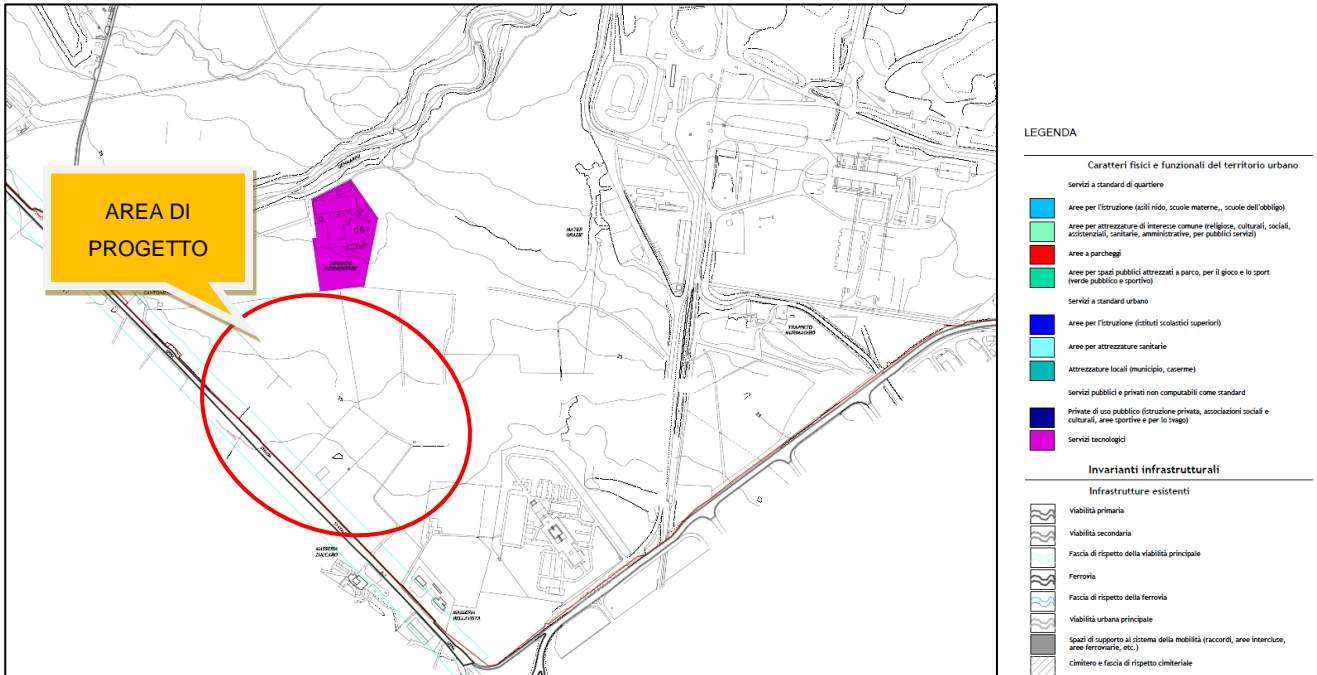 AREA DI
PROGETTO
IMPIANTO
INCENERITORE
MATER
GRAZIE
TRAPPETO
MASSERIA
ZUCCARO
MASSERIA
BELLAVISTA
LEGENDA
Caratteri fisici e funzionali del territorio urbano
Servizi a standard di quartiere
Aree per l'istruzione (asili nido, scuole materne,, scuole dell'obbligo)
Aree per attrezzature di interesse comune (religiose, culturali, sociali,
assistenziali, sanitarie, amministrative, per pubblici servizi)
Aree a parcheggi
Aree per spazi pubblici attrezzati a parco, per il gioco e lo sport
(verde pubblico e sportivo)
Servizi a standard urbano
Aree per l'istruzione (istituti scolastici superiori)
Aree per attrezzature sanitarie
Attrezzature locali (municipio, caserme)
Servizi pubblici e privati non computabili come standard
Private di uso pubblico (istruzione privata, associazioni sociali e
culturali, aree sportive e per lo svago)
Servizi tecnologici
Invarianti infrastrutturali
Infrastrutture esistenti
Viabilità primaria
Viabilità secondaria
Fascia di rispetto della viabilità principale
Ferrovia
Fascia di rispetto della ferrovia
Viabilità urbana principale
Spazi di supporto al sistema della mobilità (raccordi, aree intercluse,
aree ferroviarie, etc.)
Cimitero e fascia di rispetto cimiteriale